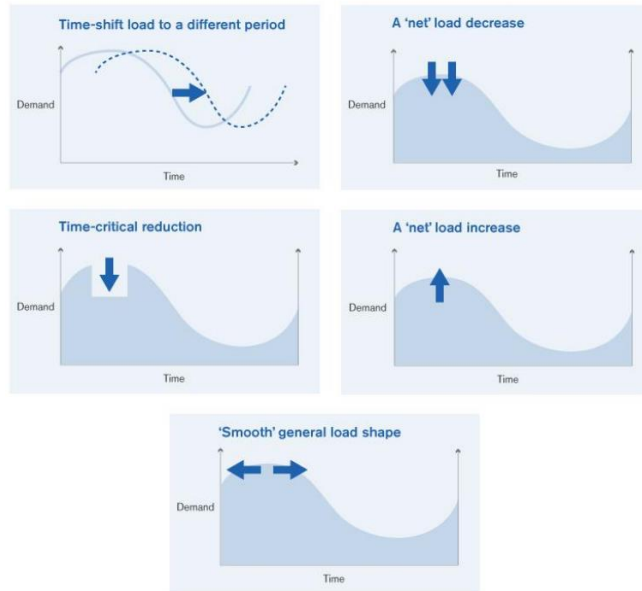 Time-shift load to a different period
Demand
Time
A 'net' load decrease
Demand
Time
Time-critical reduction
Demand
Time
A 'net' load increase
Demand
Time
'Smooth' general load shape
Demand
Time